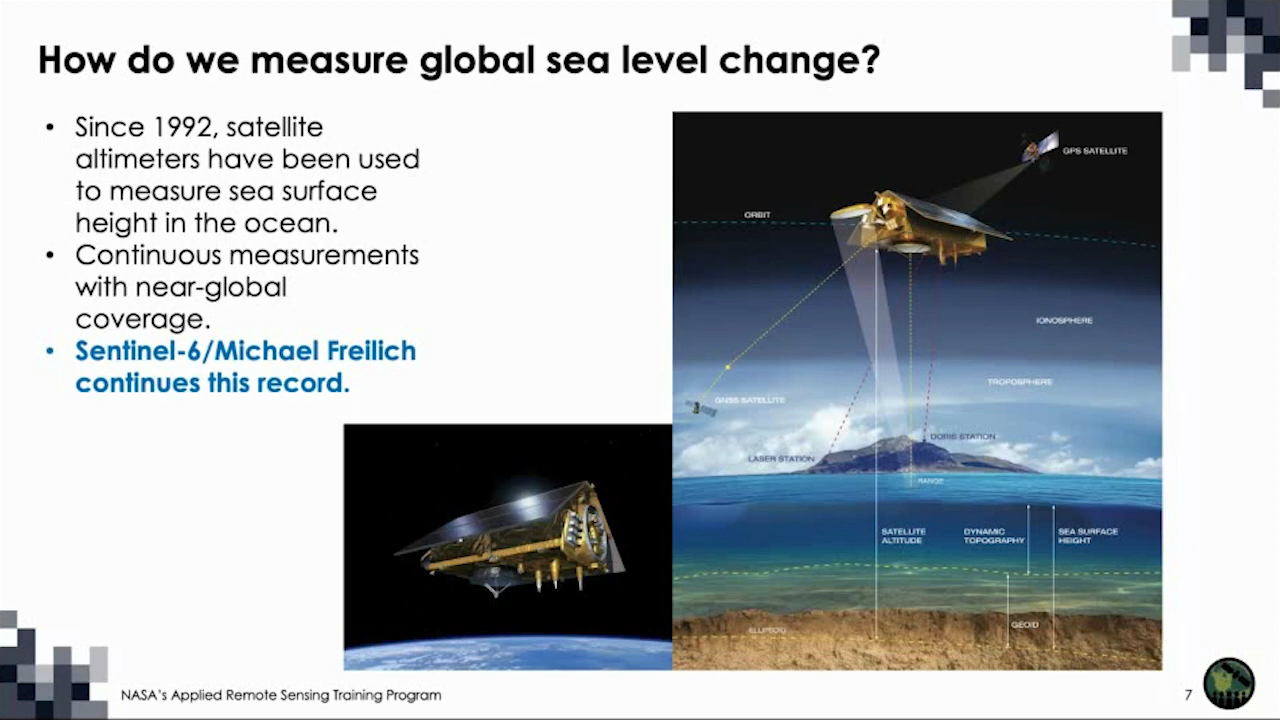 How do we measure global sea level change?
• Since 1992, satellite
altimeters have been used
to measure sea surface
height in the ocean.
• Continuous measurements
with near-global
coverage.
• Sentinel-6/Michael Freilich
continues this record.
GPS SATELLITE
ORBIT
IONOSPHERE
TROFOSPHERE
GNSS SATELLITE
DORIS STATION
LASER STATION
RANGE
SATELLITE
ALTITUDE
DYNAMIC
TOPOGRAPHY
SEA SURFACE
HEIGHT
GEOID
ELLIPSOID
NASA's Applied Remote Sensing Training Program
7